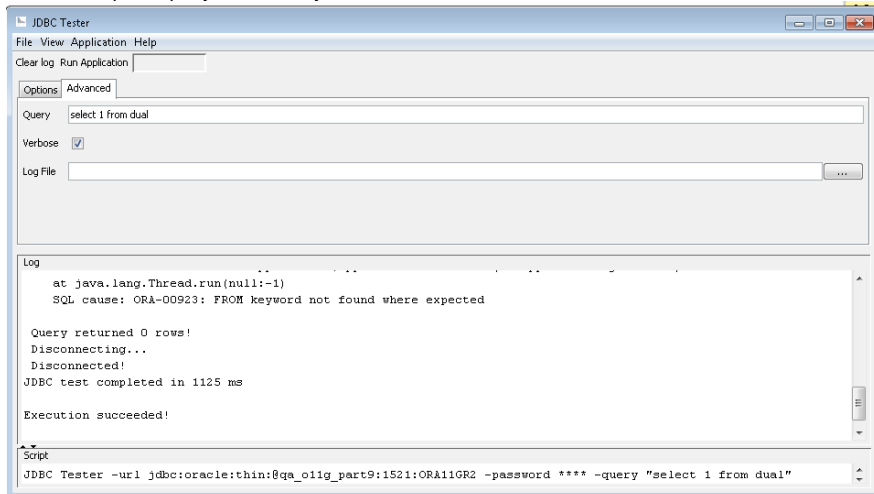 JDBC Tester
File View Application Help
Clear log Run Application
Options Advanced
Query select 1 from dual
Verbose
Log File ...
Log
at java.lang.Thread.run(null:-1)
SQL cause: ORA-00923: FROM keyword not found where expected
Query returned 0 rows!
Disconnecting...
Disconnected!
JDBC test completed in 1125 ms
Execution succeeded!
Script
JDBC Tester -url jdbc:oracle:thin:@qa_o11g_part9:1521:ORA11GR2 -password **** -query "select 1 from dual"